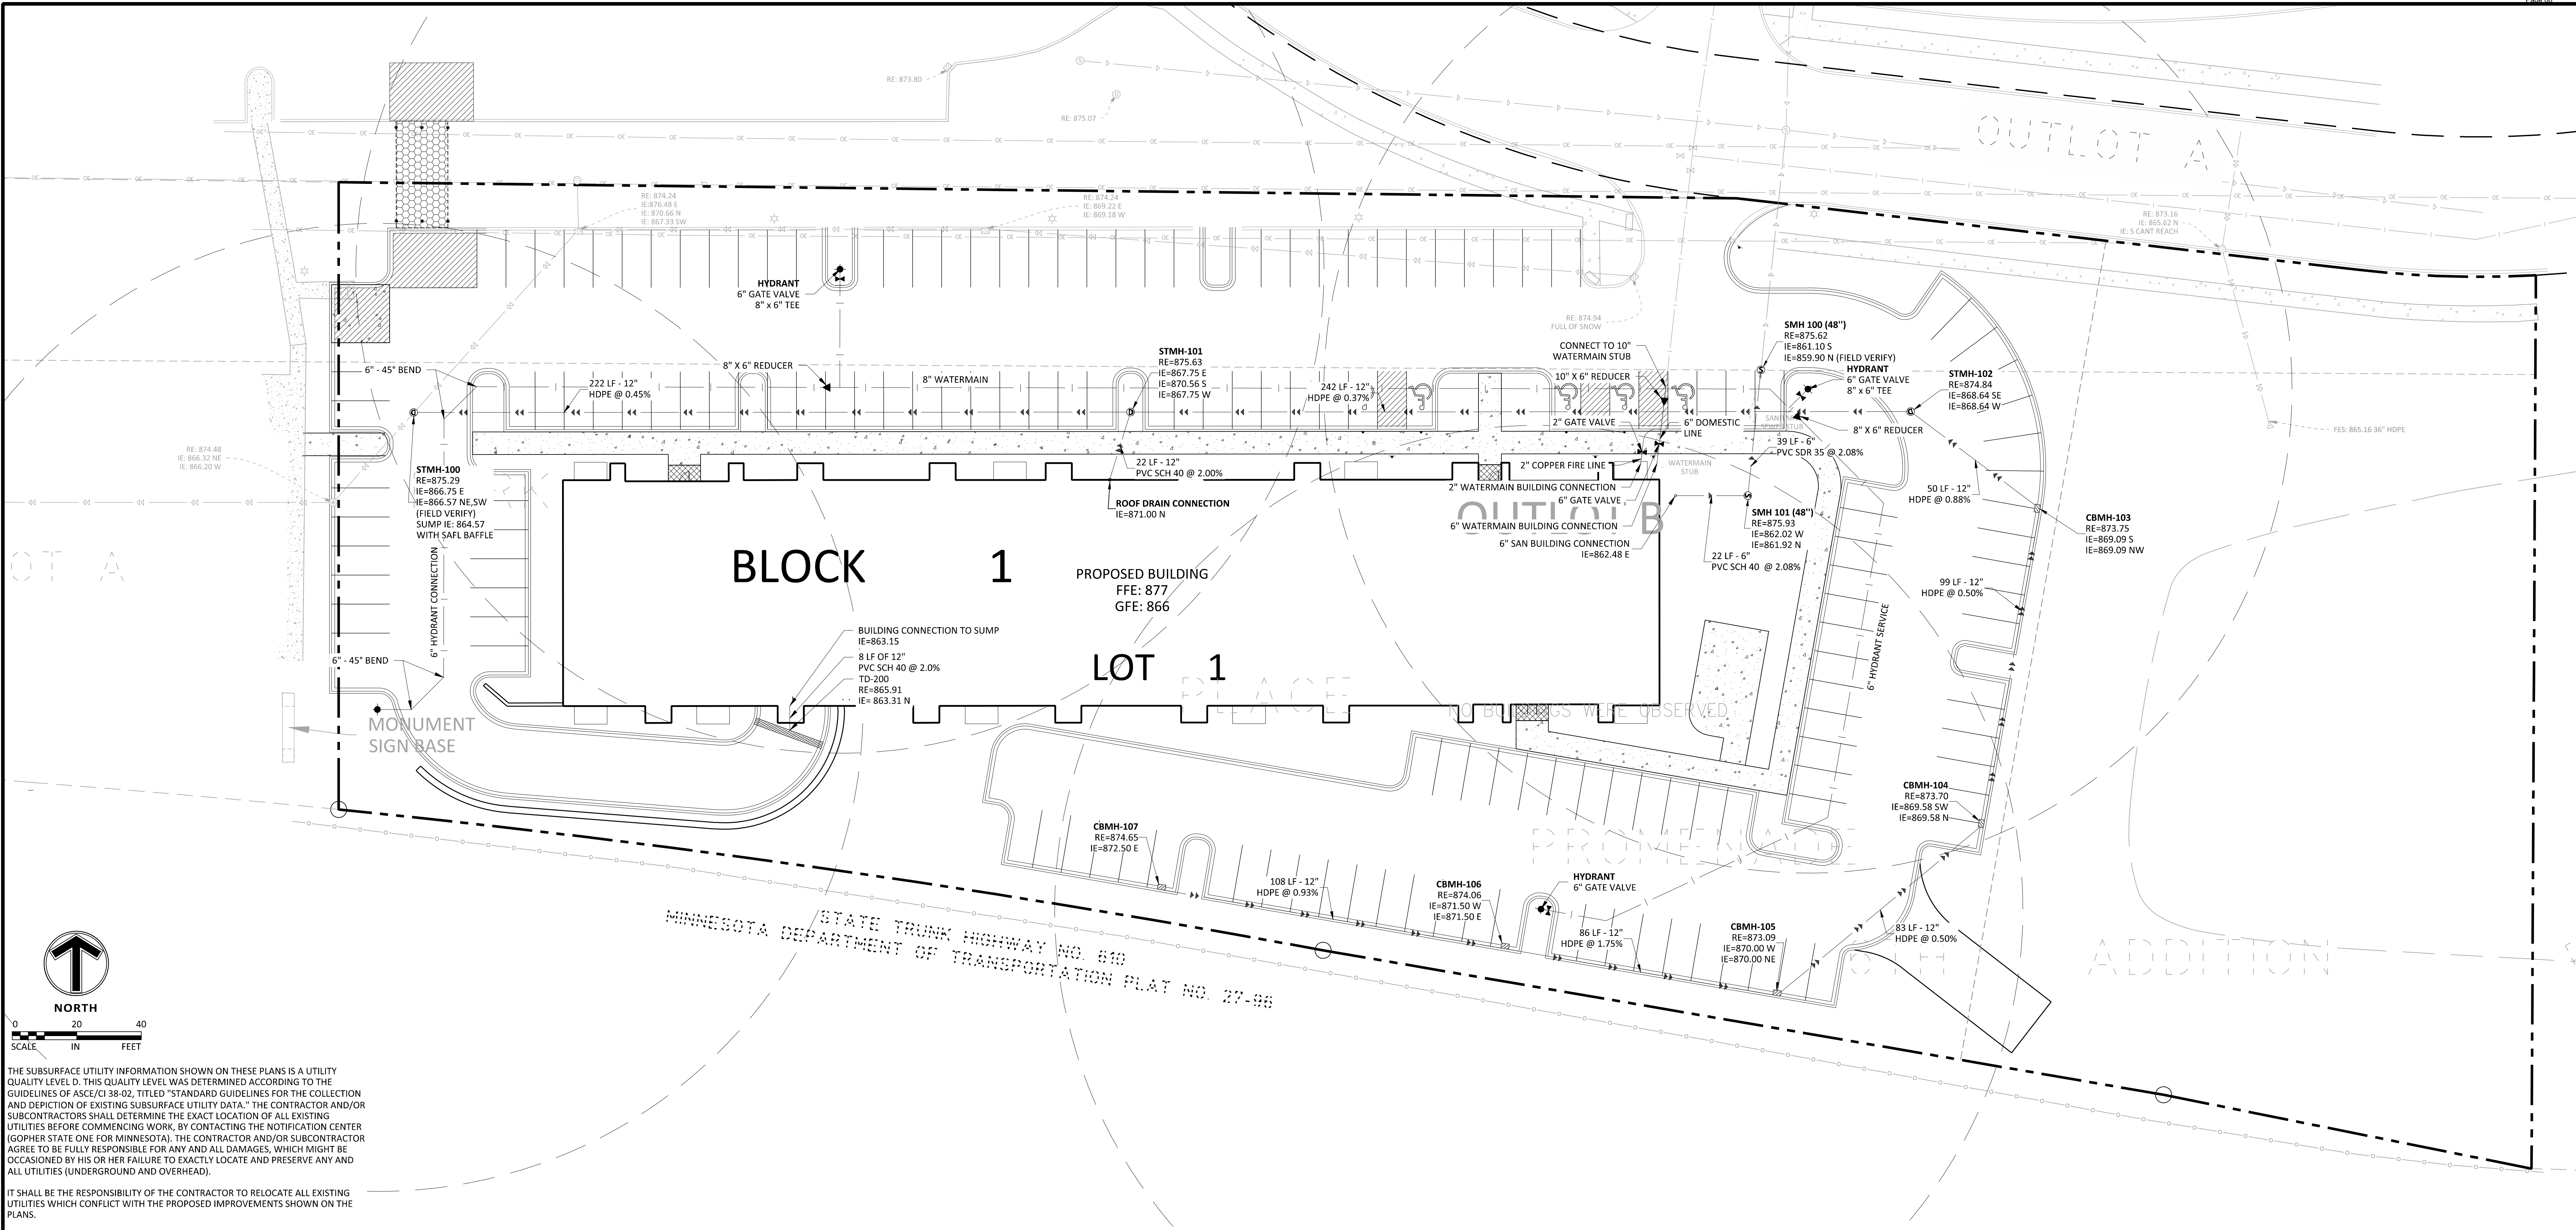 RE: 873.80
RE: 875.07
OUTLOT A
RE: 874.24
IE:876.48 E
IE: 870.66 N
IE: 867.33 SW
RE: 874.24
IE: 869.22 E
IE: 869.18 W
RE: 873.16
IE: 865.62 N
IE: S CANT REACH
HYDRANT
6" GATE VALVE
8" x 6" TEE
RE: 874.94
FULL OF SNOW
SMH 100 (48'')
RE=875.62
IE=861.10 S
IE=859.90 N (FIELD VERIFY)
HYDRANT
6" GATE VALVE
8" x 6" TEE
STMH-102
RE=874.84
IE=868.64 SE
IE=868.64 W
6" - 45° BEND
8" X 6" REDUCER
222 LF - 12"
HDPE @ 0.45%
8" WATERMAIN
STMH-101
RE=875.63
IE=867.75 E
IE=870.56 S
IE=867.75 W
CONNECT TO 10"
WATERMAIN STUB
10" X 6" REDUCER
242 LF - 12"
HDPE @ 0.37%
2" GATE VALVE
6" DOMESTIC
LINE
8" X 6" REDUCER
39 LF - 6"
PVC SDR 35 @ 2.08%
FES: 865.16 36" HDPE
RE: 874.48
IE: 866.32 NE
IE: 866.20 W
STMH-100
RE=875.29
IE=866.75 E
IE=866.57 NE,SW
(FIELD VERIFY)
SUMP IE: 864.57
WITH SAFL BAFFLE
22 LF - 12"
PVC SCH 40 @ 2.00%
ROOF DRAIN CONNECTION
IE=871.00 N
2" COPPER FIRE LINE
WATERMAIN
STUB
2" WATERMAIN BUILDING CONNECTION
6" GATE VALVE
OUTLOT B
6" WATERMAIN BUILDING CONNECTION
6" SAN BUILDING CONNECTION
IE=862.48 E
SMH 101 (48'')
RE=875.93
IE=862.02 W
IE=861.92 N
22 LF - 6"
PVC SCH 40 @ 2.08%
50 LF - 12"
HDPE @ 0.88%
CBMH-103
RE=873.75
IE=869.09 S
IE=869.09 NW
99 LF - 12"
HDPE @ 0.50%
OT A
BLOCK 1
PROPOSED BUILDING
FFE: 877
GFE: 866
6" HYDRANT CONNECTION
6" HYDRANT SERVICE
BUILDING CONNECTION TO SUMP
IE=863.15
8 LF OF 12"
PVC SCH 40 @ 2.0%
TD-200
RE=865.91
IE= 863.31 N
6" - 45° BEND
LOT 1
PLACE
NO BUILDINGS WERE OBSERVED
MONUMENT
SIGN BASE
CBMH-104
RE=873.70
IE=869.58 SW
IE=869.58 N
CBMH-107
RE=874.65
IE=872.50 E
PROMENADE
108 LF - 12"
HDPE @ 0.93%
CBMH-106
RE=874.06
IE=871.50 W
IE=871.50 E
HYDRANT
6" GATE VALVE
86 LF - 12"
HDPE @ 1.75%
CBMH-105
RE=873.09
IE=870.00 W
IE=870.00 NE
83 LF - 12"
HDPE @ 0.50%
ADDITION
STATE TRUNK HIGHWAY NO. 610
MINNESOTA DEPARTMENT OF TRANSPORTATION PLAT NO. 27-96
NORTH
0 20 40
SCALE IN FEET
THE SUBSURFACE UTILITY INFORMATION SHOWN ON THESE PLANS IS A UTILITY
QUALITY LEVEL D. THIS QUALITY LEVEL WAS DETERMINED ACCORDING TO THE
GUIDELINES OF ASCE/CI 38-02, TITLED "STANDARD GUIDELINES FOR THE COLLECTION
AND DEPICTION OF EXISTING SUBSURFACE UTILITY DATA." THE CONTRACTOR AND/OR
SUBCONTRACTORS SHALL DETERMINE THE EXACT LOCATION OF ALL EXISTING
UTILITIES BEFORE COMMENCING WORK, BY CONTACTING THE NOTIFICATION CENTER
(GOPHER STATE ONE FOR MINNESOTA). THE CONTRACTOR AND/OR SUBCONTRACTOR
AGREE TO BE FULLY RESPONSIBLE FOR ANY AND ALL DAMAGES, WHICH MIGHT BE
OCCASIONED BY HIS OR HER FAILURE TO EXACTLY LOCATE AND PRESERVE ANY AND
ALL UTILITIES (UNDERGROUND AND OVERHEAD).
IT SHALL BE THE RESPONSIBILITY OF THE CONTRACTOR TO RELOCATE ALL EXISTING
UTILITIES WHICH CONFLICT WITH THE PROPOSED IMPROVEMENTS SHOWN ON THE
PLANS.